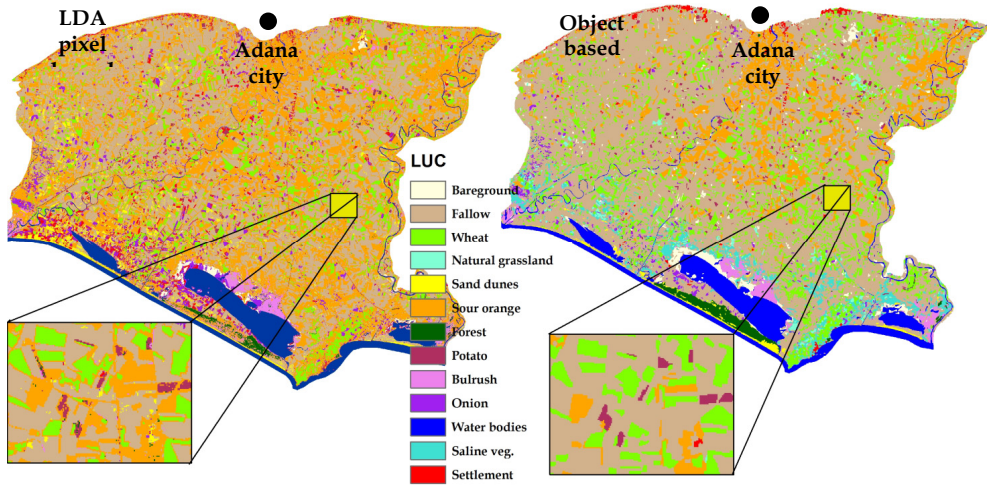 LDA
pixel
Adana
city
Object
based
Adana
city
LUC
Bareground
Fallow
Wheat
Natural grassland
Sand dunes
Sour orange
Forest
Potato
Bulrush
Onion
Water bodies
Saline veg.
Settlement